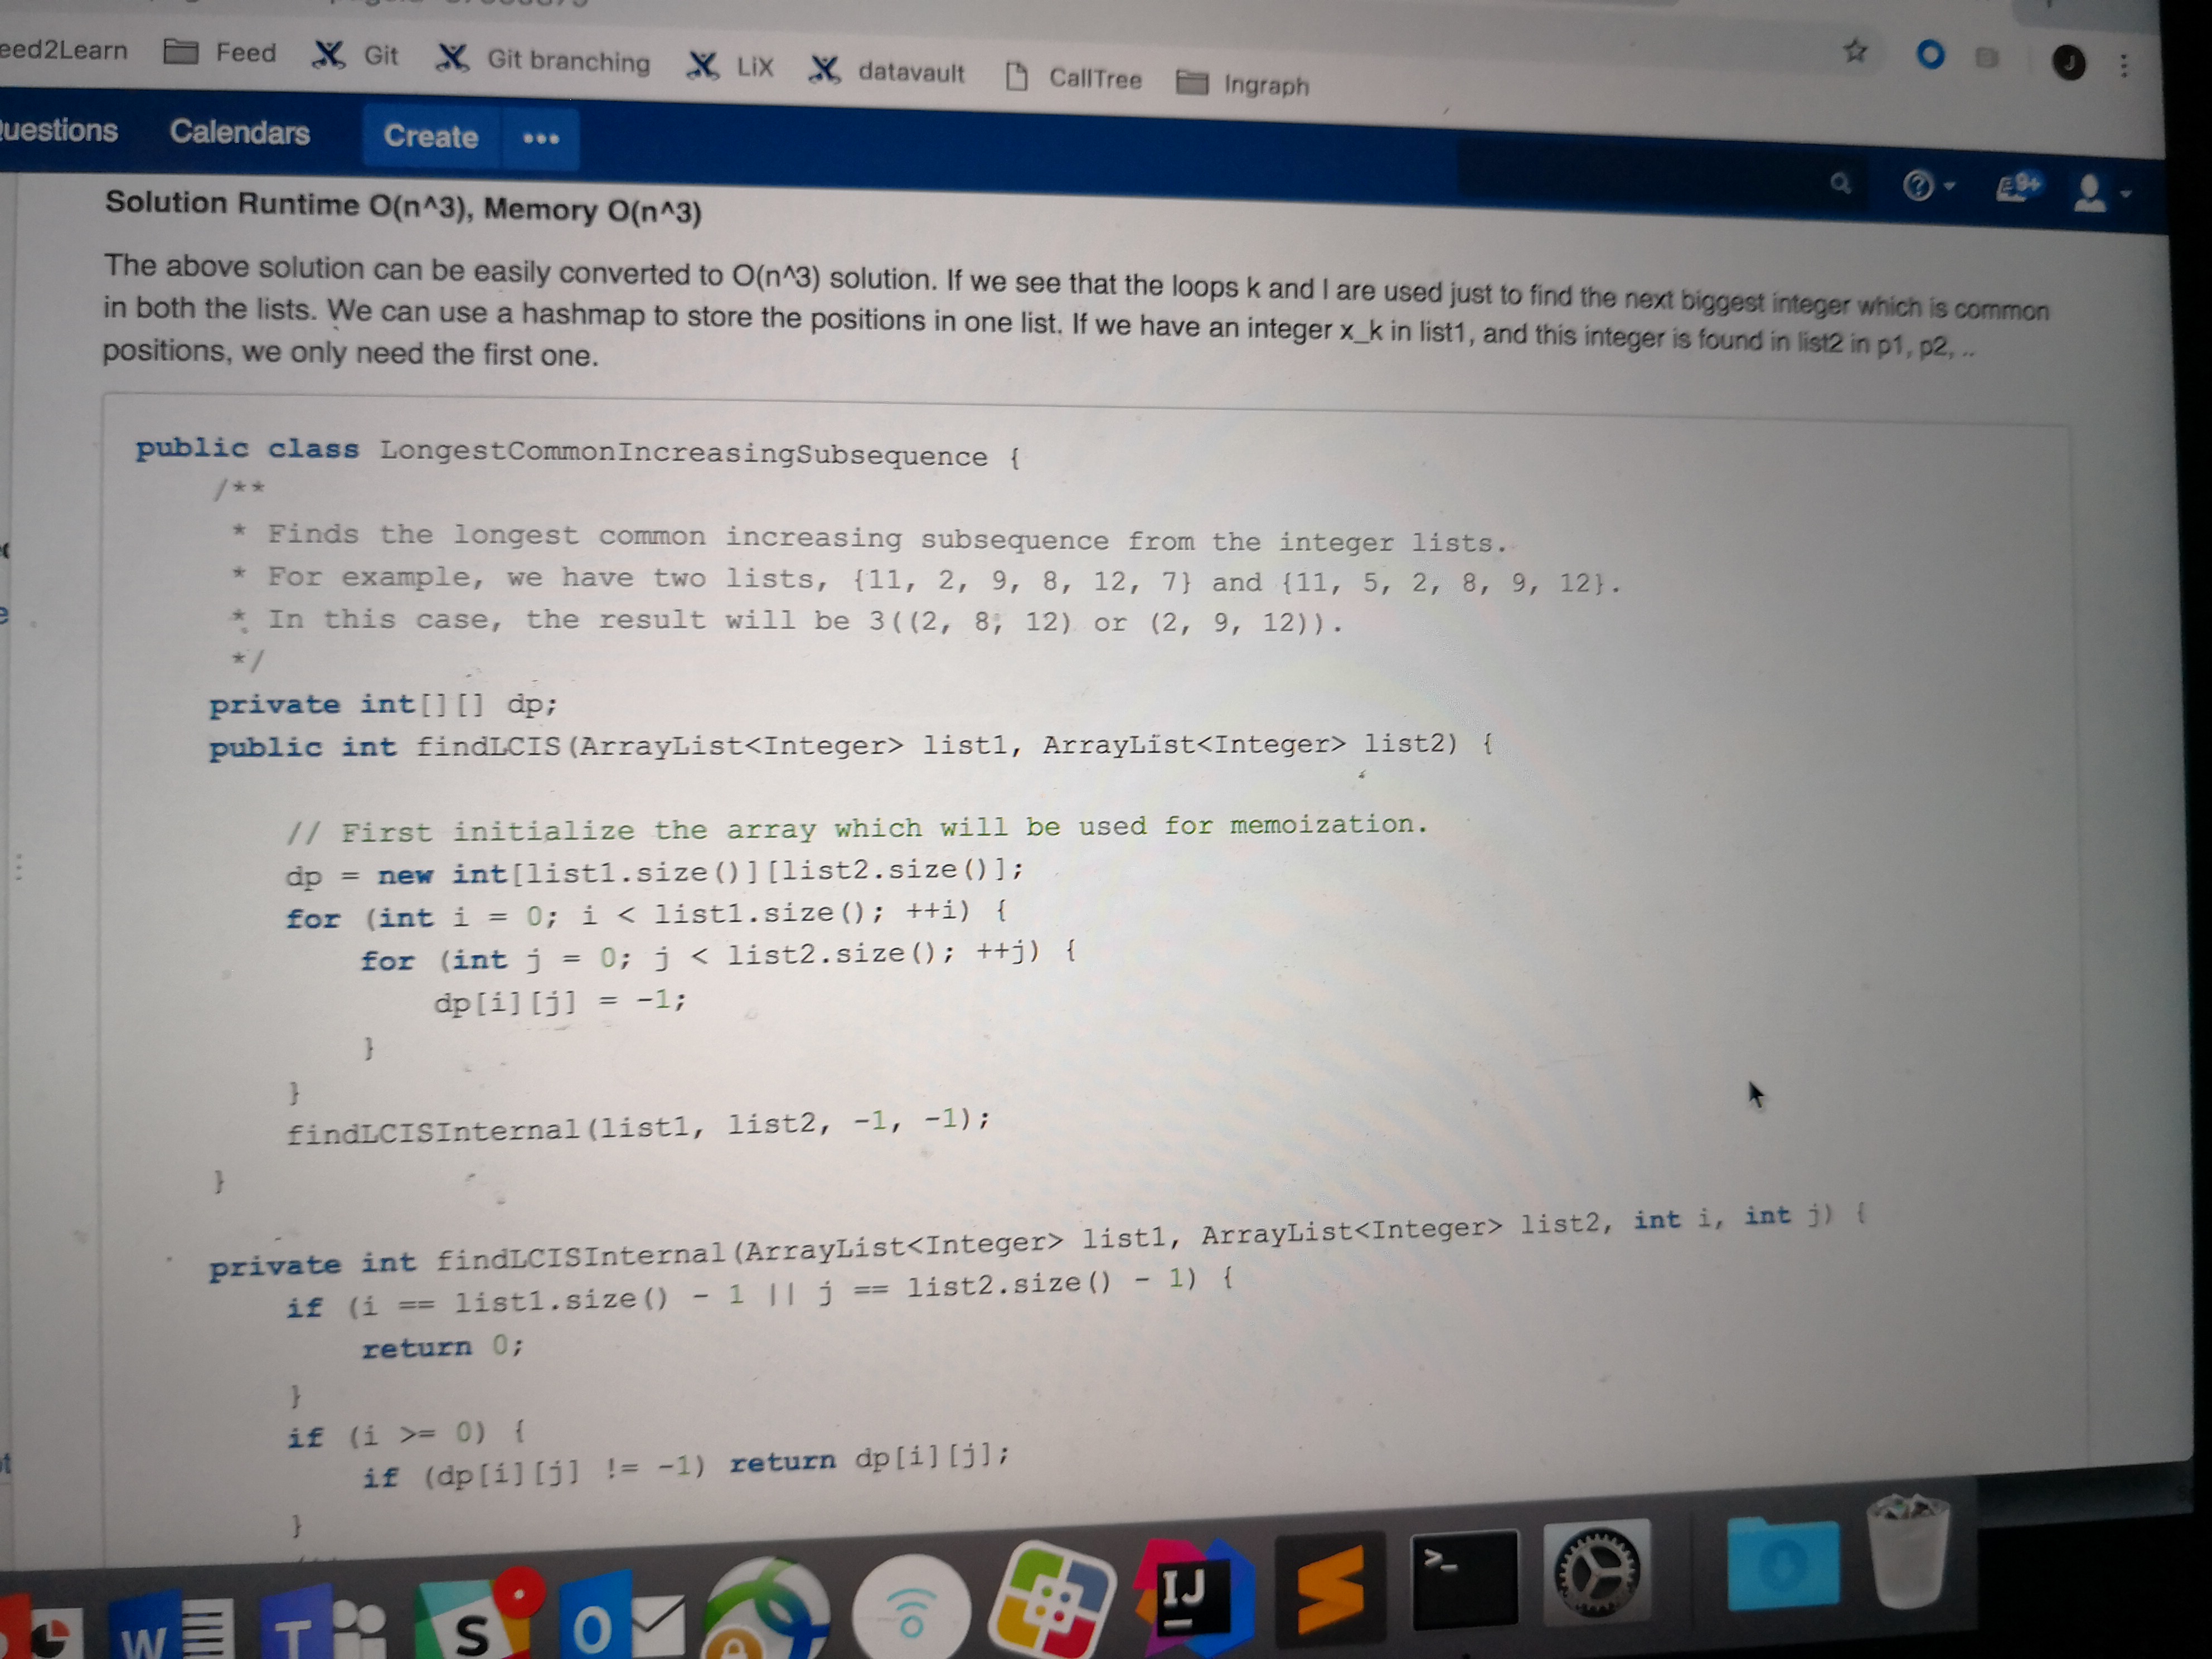 Feed
Git
Git branching
LiX
datavault
CallTree
Ingraph
J
Calendars
Create
•••
9+
Solution Runtime O(n^3), Memory O(n^3)
The above solution can be easily converted to O(n^3) solution. If we see that the loops k and l are used just to find the next biggest integer which is common
in both the lists. We can use a hashmap to store the positions in one list. If we have an integer x_k in list1, and this integer is found in list2 in p1, p2, ..
positions, we only need the first one.
public class LongestCommonIncreasingSubsequence {
/**
* Finds the longest common increasing subsequence from the integer lists.
* For example, we have two lists, {11, 2, 9, 8, 12, 7} and {11, 5, 2, 8, 9, 12}.
* In this case, the result will be 3((2, 8, 12) or (2, 9, 12)).
*/
private int[][] dp;
public int findLCIS(ArrayList<Integer> list1, ArrayList<Integer> list2) {
// First initialize the array which will be used for memoization.
dp = new int[list1.size()][list2.size()];
for (int i = 0; i < list1.size(); ++i) {
for (int j = 0; j < list2.size(); ++j) {
dp[i][j] = -1;
}
}
findLCISInternal(list1, list2, -1, -1);
}
private int findLCISInternal(ArrayList<Integer> list1, ArrayList<Integer> list2, int i, int j) {
if (i == list1.size() - 1 || j == list2.size() - 1) {
return 0;
}
if (i >= 0) {
if (dp[i][j] != -1) return dp[i][j];
}
W
T
S
O
IJ
>_